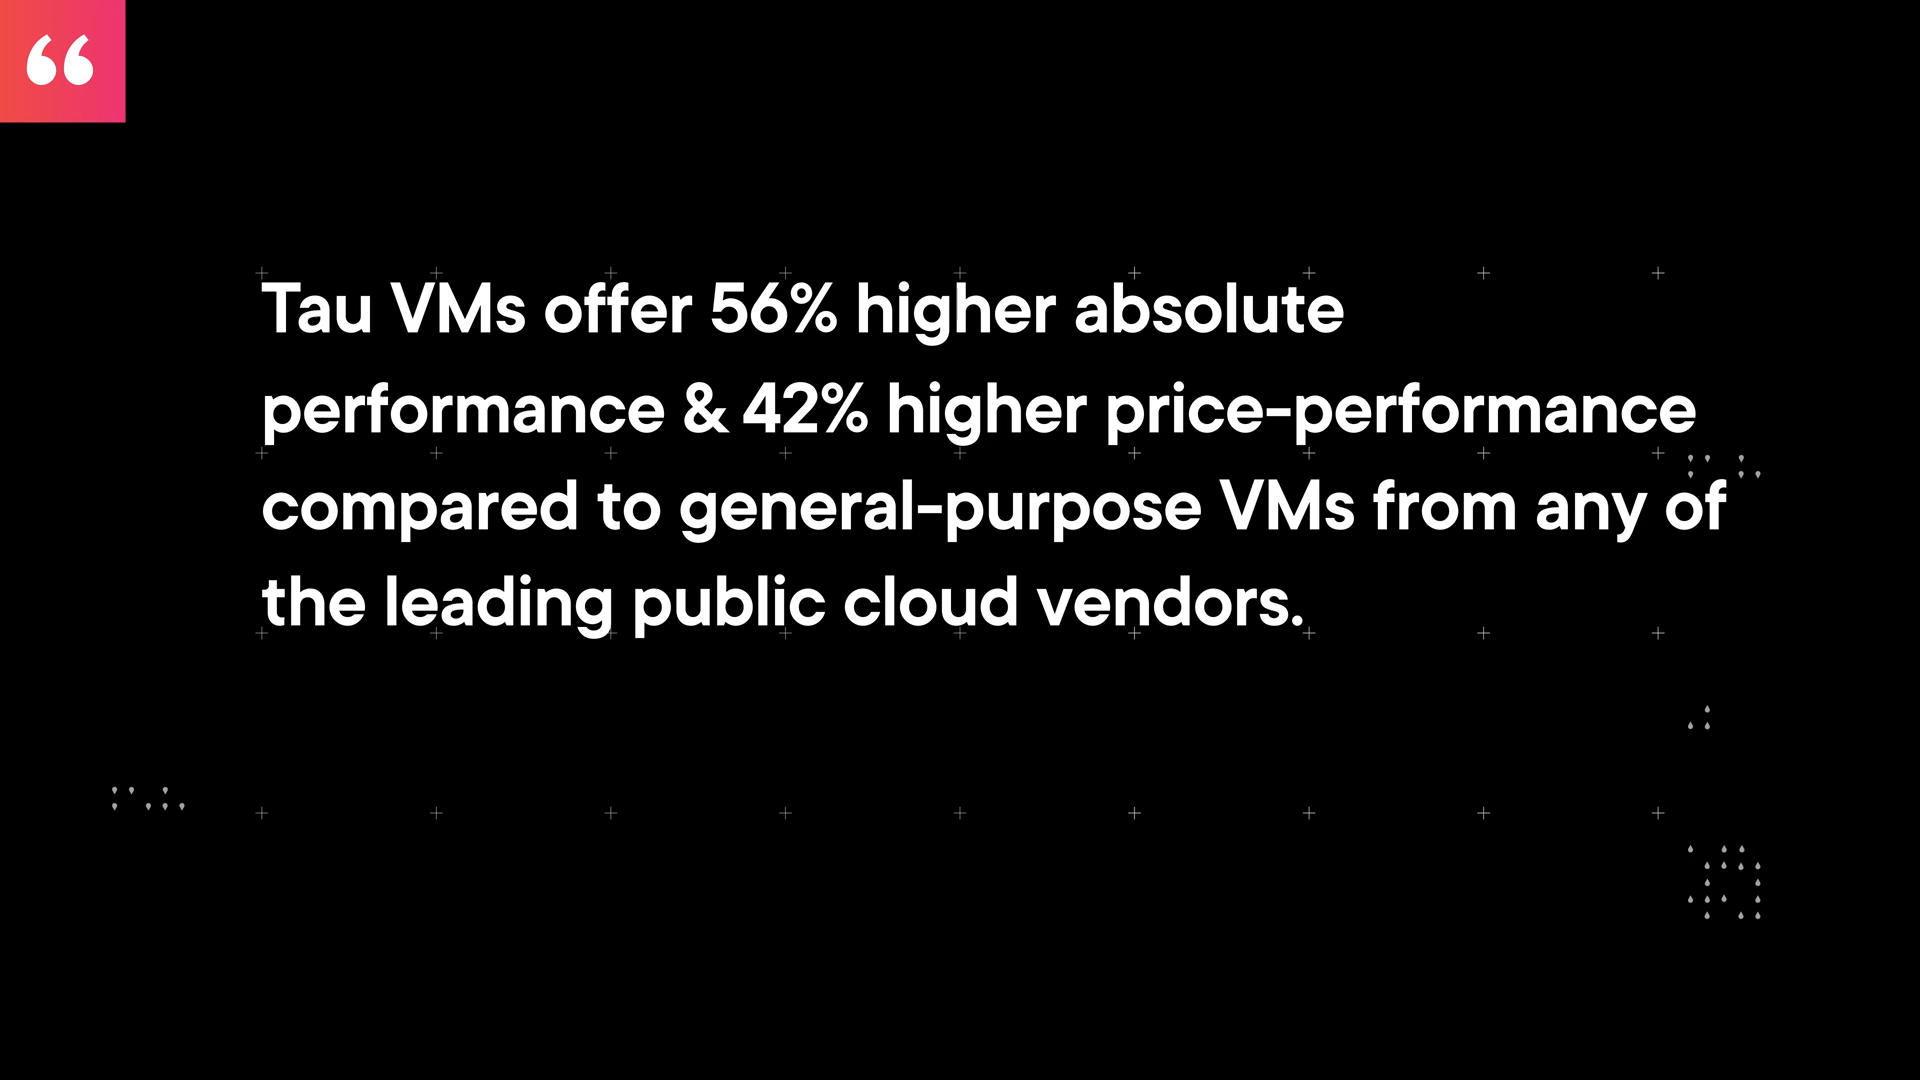 “
Tau VMs offer 56% higher absolute
performance & 42% higher price-performance
compared to general-purpose VMs from any of
the leading public cloud vendors.